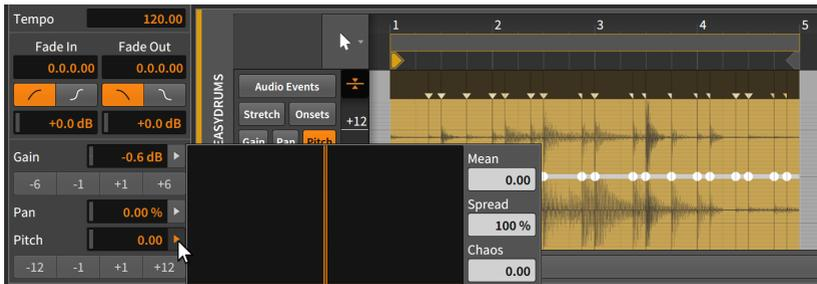 Tempo 120.00
Fade In Fade Out
0.0.0.00 0.0.0.00
+0.0 dB +0.0 dB
Gain -0.6 dB
-6 -1 +1 +6
Pan 0.00 %
Pitch 0.00
-12 -1 +1 +12
EASYDRUMS
Audio Events
Stretch Onsets
Gain Pan Pitch
+12
1 2 3 4 5
Mean
0.00
Spread
100 %
Chaos
0.00